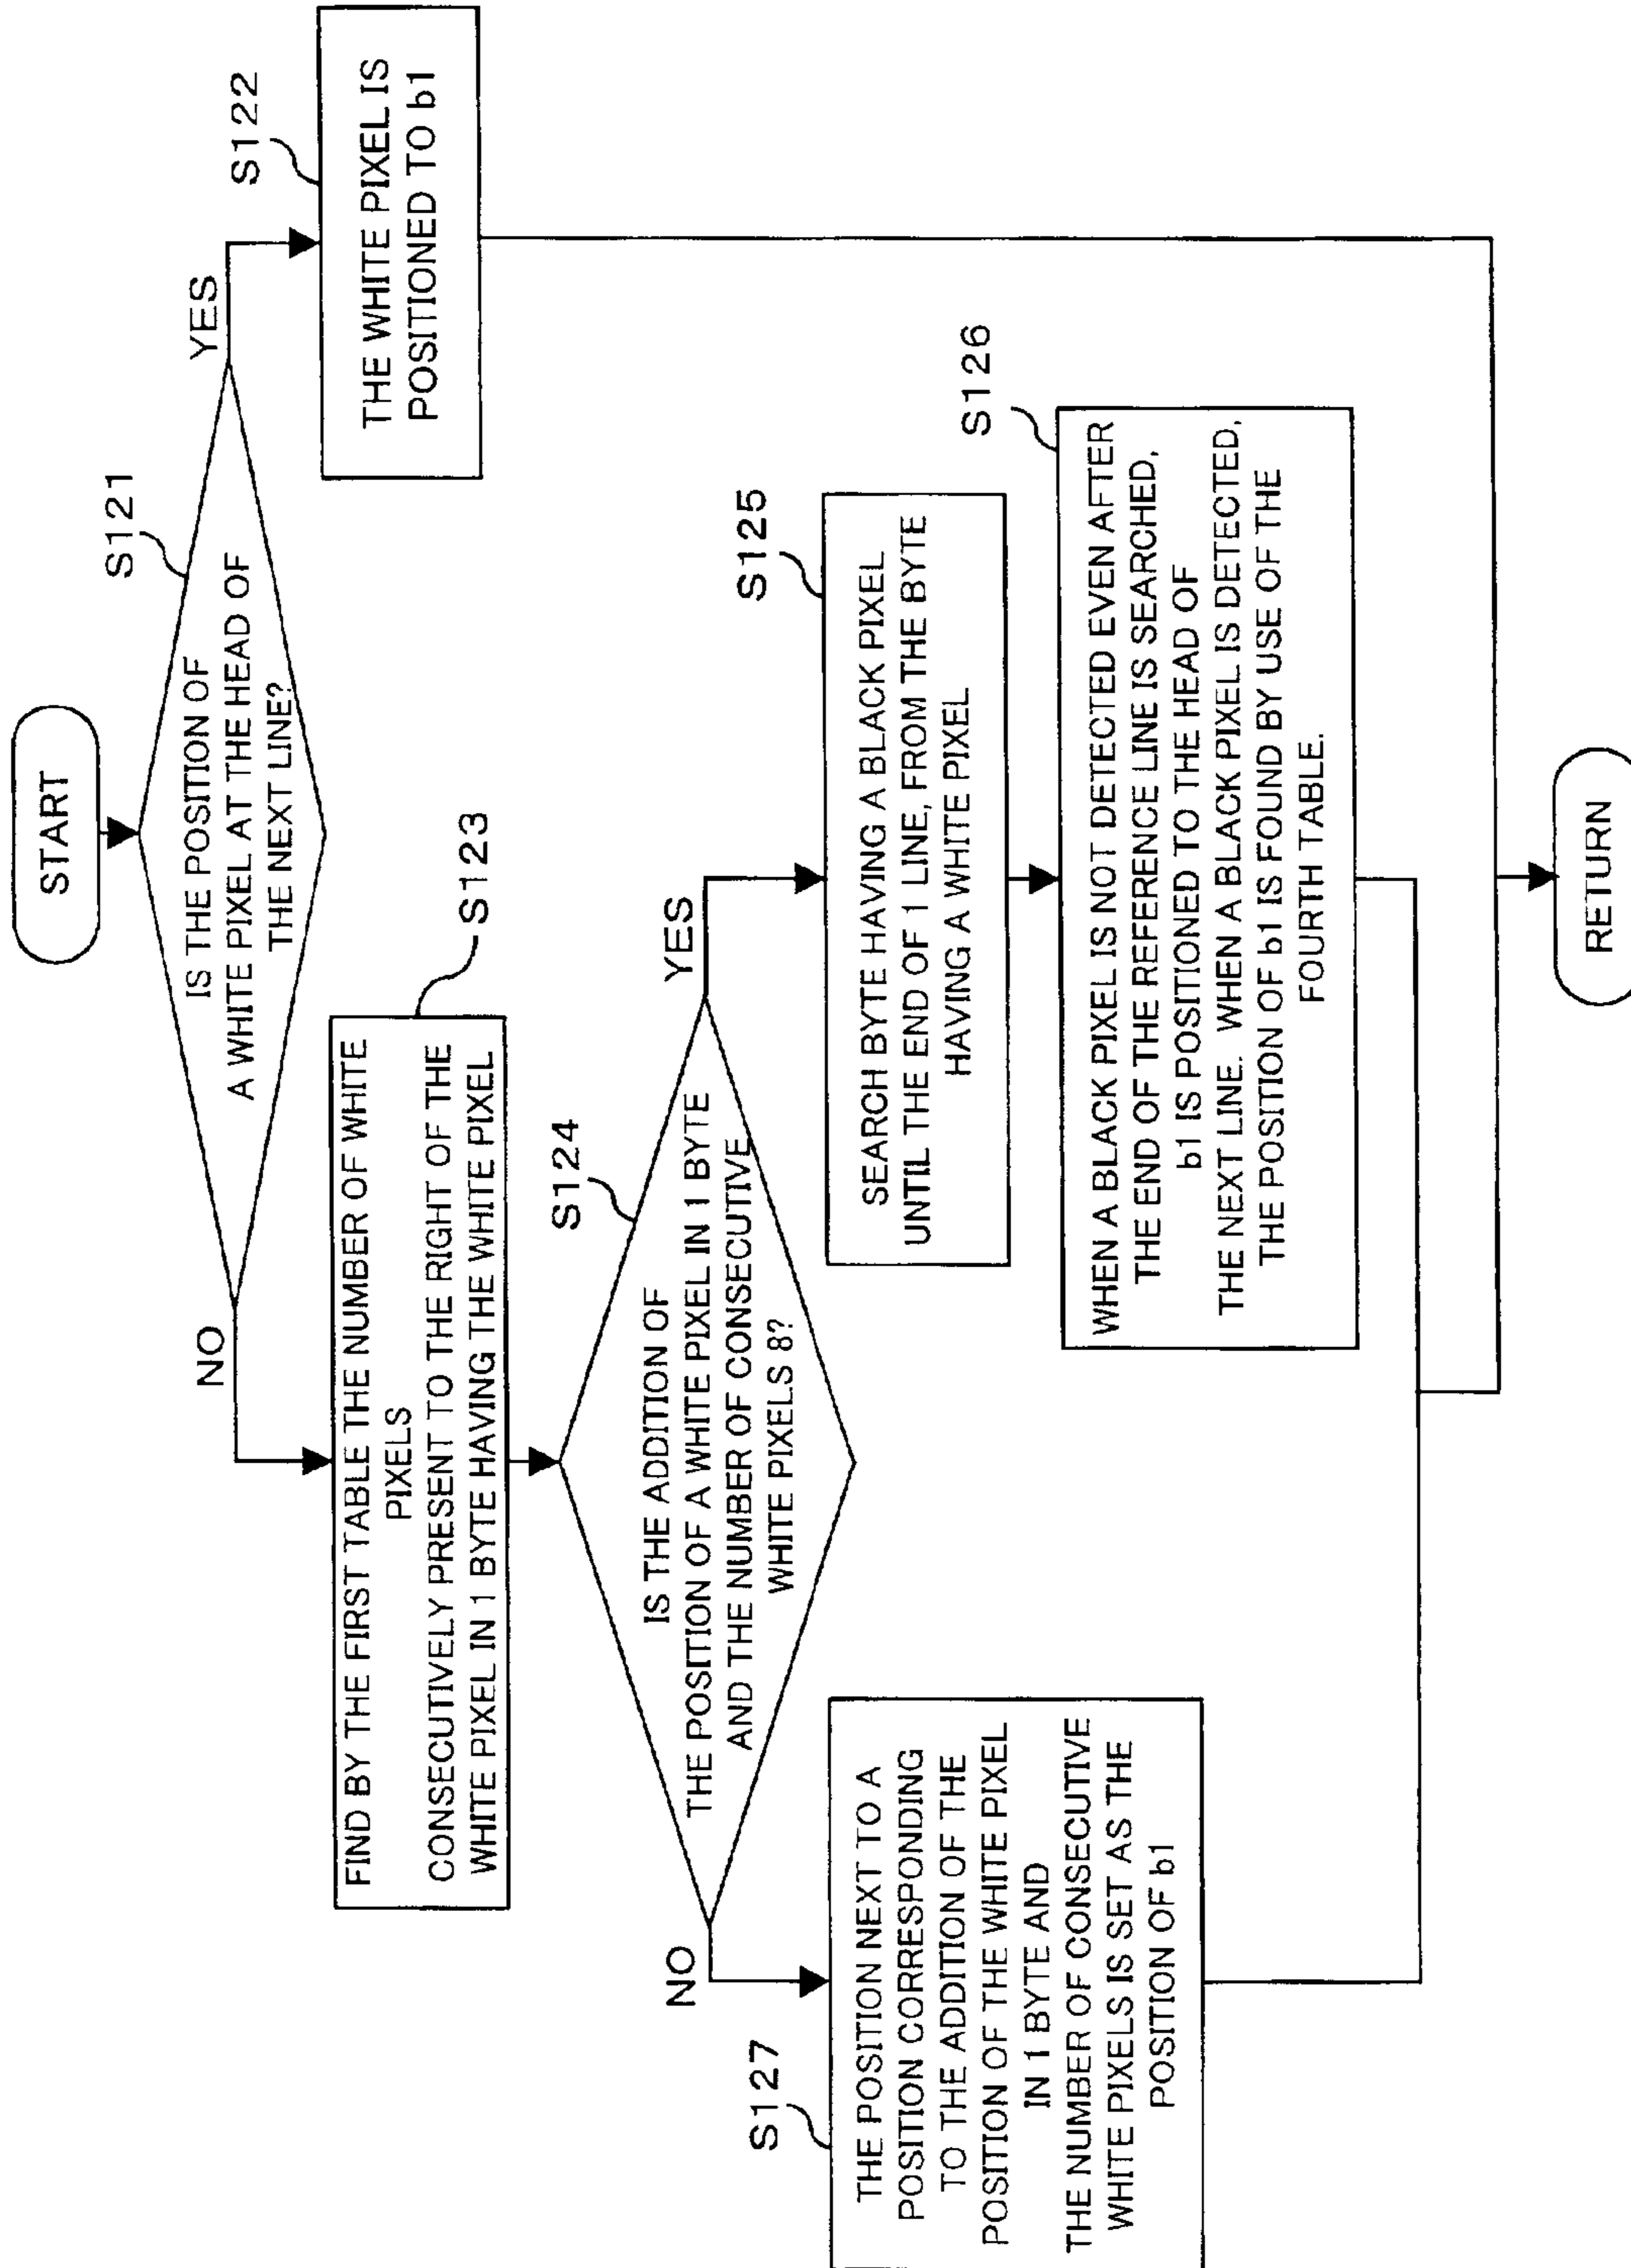 START
S121
IS THE POSITION OF
A WHITE PIXEL AT THE HEAD OF
THE NEXT LINE?
YES
NO
S122
THE WHITE PIXEL IS
POSITIONED TO b1
S123
FIND BY THE FIRST TABLE THE NUMBER OF WHITE
PIXELS
CONSECUTIVELY PRESENT TO THE RIGHT OF THE
WHITE PIXEL IN 1 BYTE HAVING THE WHITE PIXEL
S124
IS THE ADDITION OF
THE POSITION OF A WHITE PIXEL IN 1 BYTE
AND THE NUMBER OF CONSECUTIVE
WHITE PIXELS 8?
YES
NO
S125
SEARCH BYTE HAVING A BLACK PIXEL
UNTIL THE END OF 1 LINE, FROM THE BYTE
HAVING A WHITE PIXEL
S126
WHEN A BLACK PIXEL IS NOT DETECTED EVEN AFTER
THE END OF THE REFERENCE LINE IS SEARCHED,
b1 IS POSITIONED TO THE HEAD OF
THE NEXT LINE. WHEN A BLACK PIXEL IS DETECTED,
THE POSITION OF b1 IS FOUND BY USE OF THE
FOURTH TABLE.
S127
THE POSITION NEXT TO A
POSITION CORRESPONDING
TO THE ADDITION OF THE
POSITION OF THE WHITE PIXEL
IN 1 BYTE AND
THE NUMBER OF CONSECUTIVE
WHITE PIXELS IS SET AS THE
POSITION OF b1
RETURN